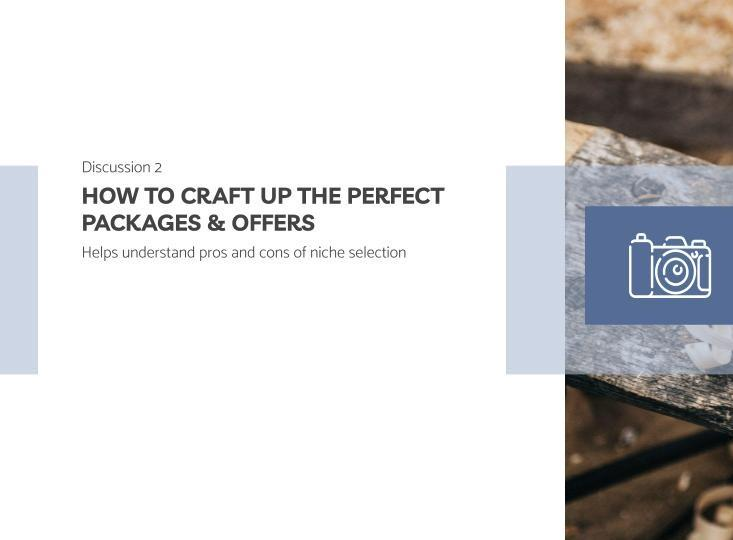 Discussion 2
HOW TO CRAFT UP THE PERFECT
PACKAGES & OFFERS
Helps understand pros and cons of niche selection